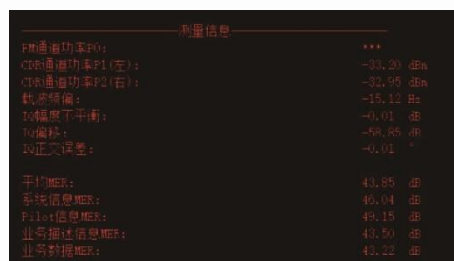 测量信息
FM通道功率P0: ***
CDR通道功率P1(左): -33.20 dBm
CDR通道功率P2(右): -32.95 dBm
载波频偏: -15.12 Hz
IQ幅度不平衡: -0.01 dB
IQ偏移: -58.85 dB
IQ正交误差: -0.01 °
平均MER: 43.85 dB
系统信息MER: 46.04 dB
Pilot信息MER: 49.15 dB
业务描述信息MER: 43.50 dB
业务数据MER: 43.22 dB